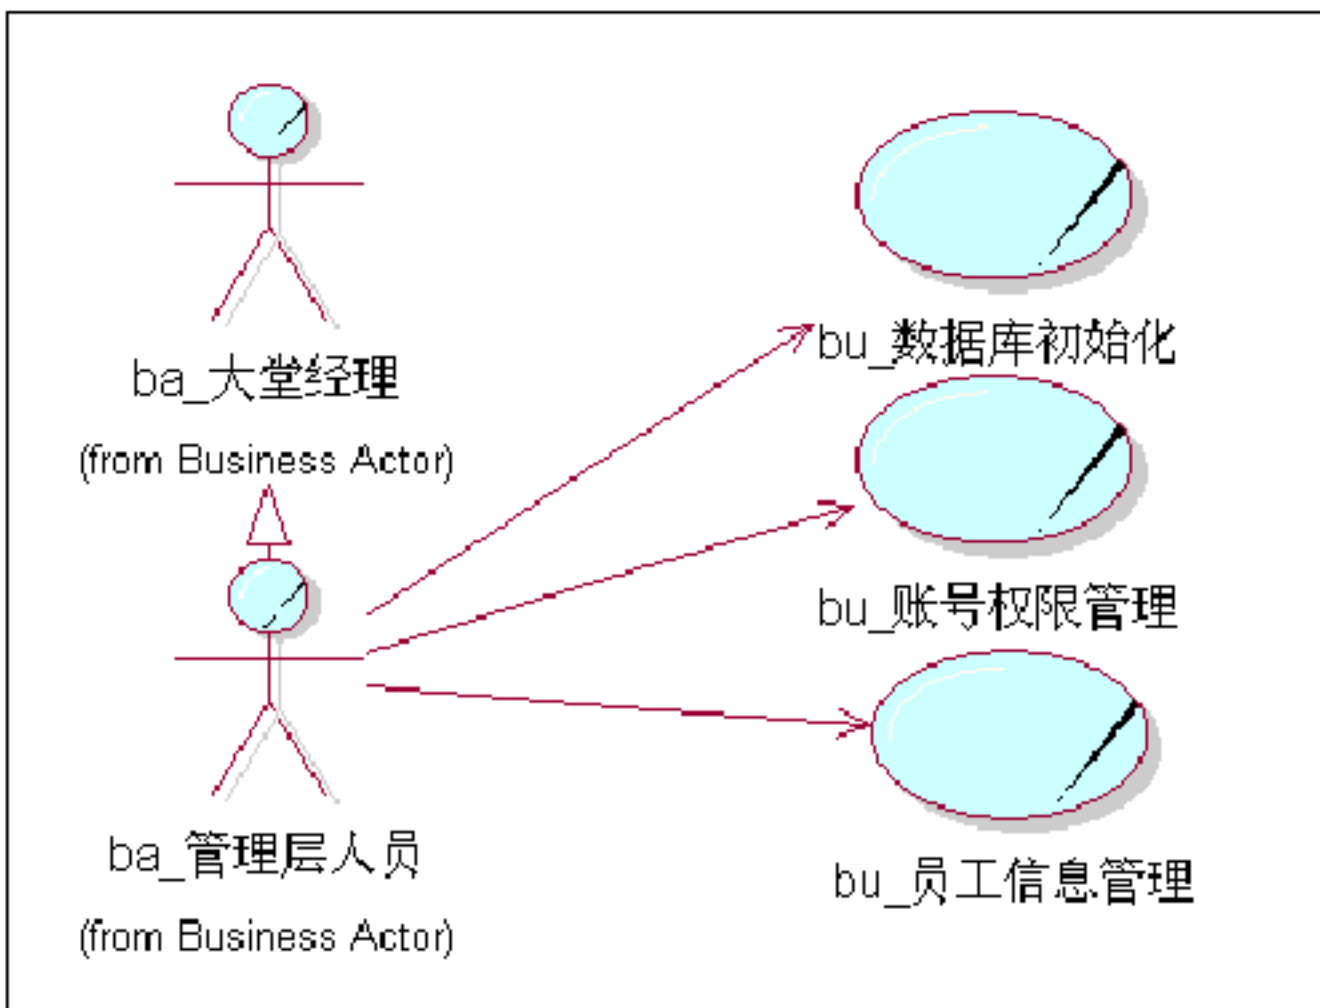 ba_大堂经理
(from Business Actor)
ba_管理层人员
(from Business Actor)
bu_数据库初始化
bu_账号权限管理
bu_员工信息管理